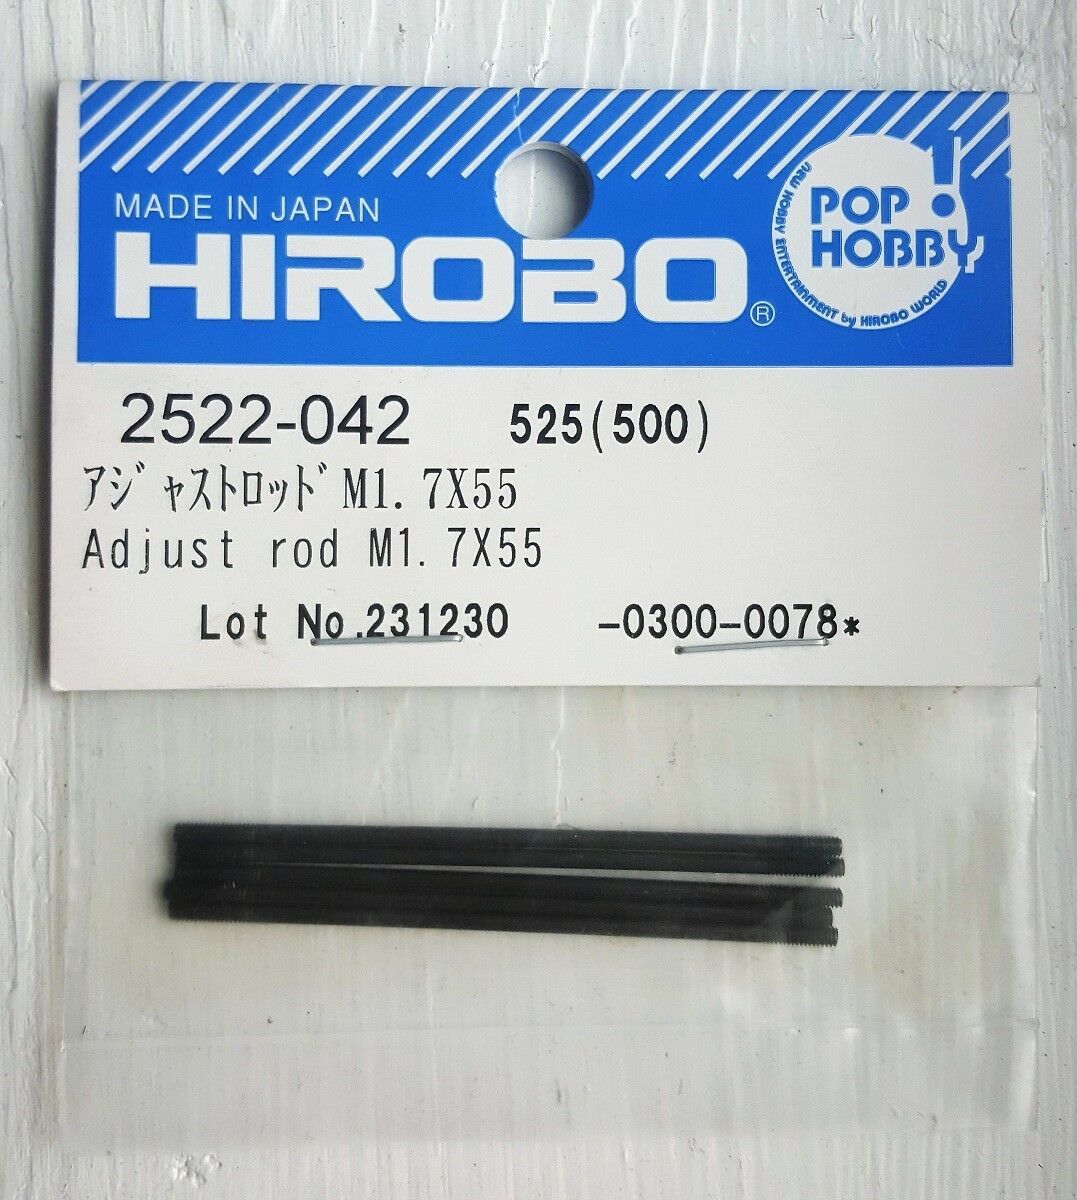 MADE IN JAPAN
HIROBO®
POP!
HOBBY
NEW HOBBY ENTERTAINMENT by HIROBO WORLD
2522-042 525(500)
ｱｼﾞｬｽﾄﾛｯﾄﾞM1.7X55
Adjust rod M1.7X55
Lot No.231230 -0300-0078*